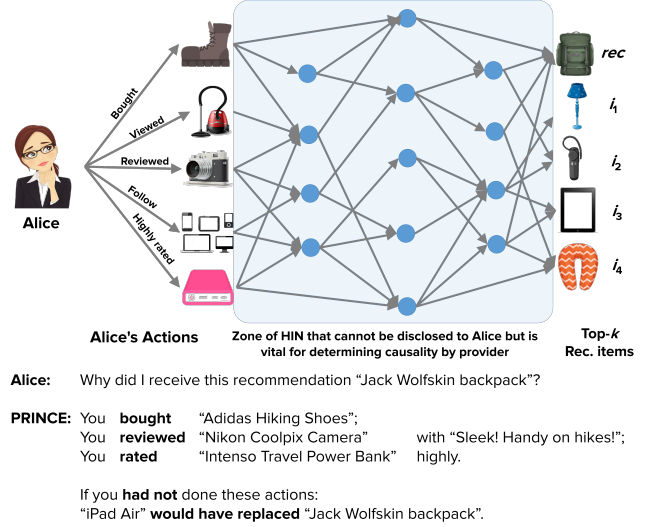 Bought
Viewed
Reviewed
Follow
Highly rated
Alice
rec
i1
i2
i3
i4
Alice's Actions
Zone of HIN that cannot be disclosed to Alice but is
vital for determining causality by provider
Top-k
Rec. items
Alice: Why did I receive this recommendation “Jack Wolfskin backpack”?
PRINCE: You bought “Adidas Hiking Shoes”;
You reviewed “Nikon Coolpix Camera” with “Sleek! Handy on hikes!”;
You rated “Intenso Travel Power Bank” highly.
If you had not done these actions:
“iPad Air” would have replaced “Jack Wolfskin backpack”.